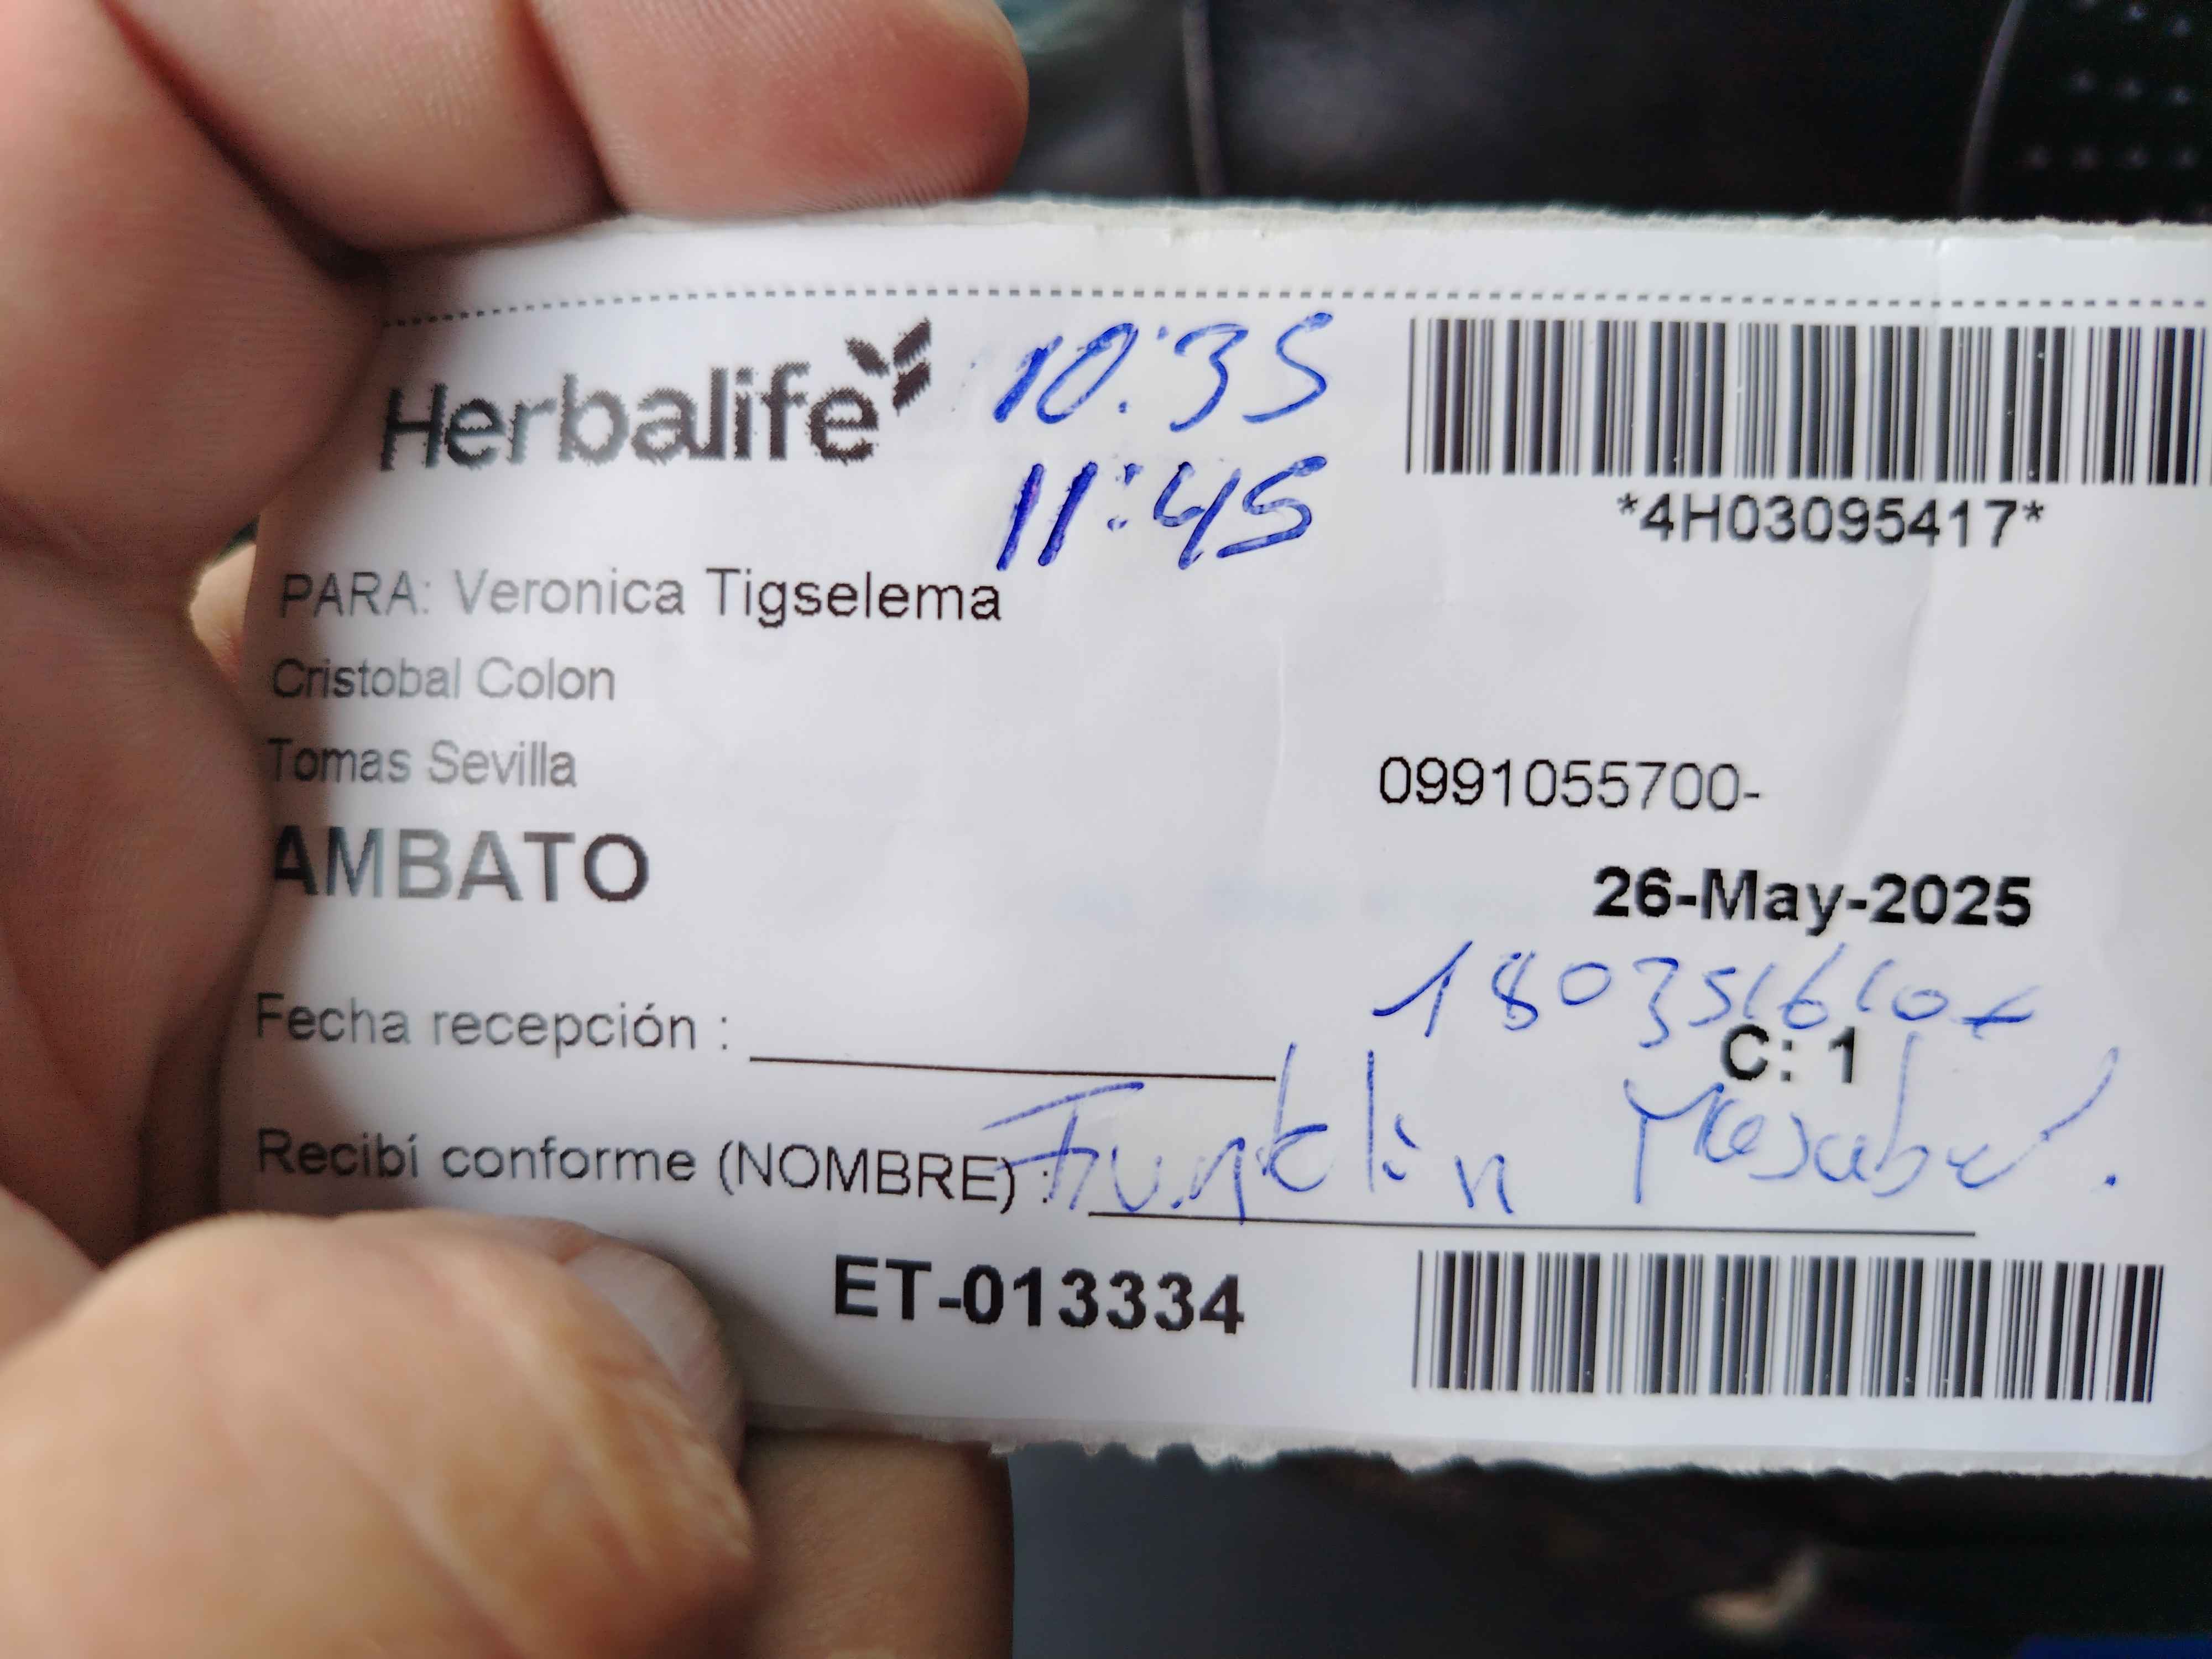 Herbalife
10:35
11:45
*4H03095417*
PARA: Veronica Tigselema
Cristobal Colon
Tomas Sevilla
0991055700-
AMBATO
26-May-2025
Fecha recepción :
C: 1
Recibí conforme (NOMBRE) : Franklin
ET-013334